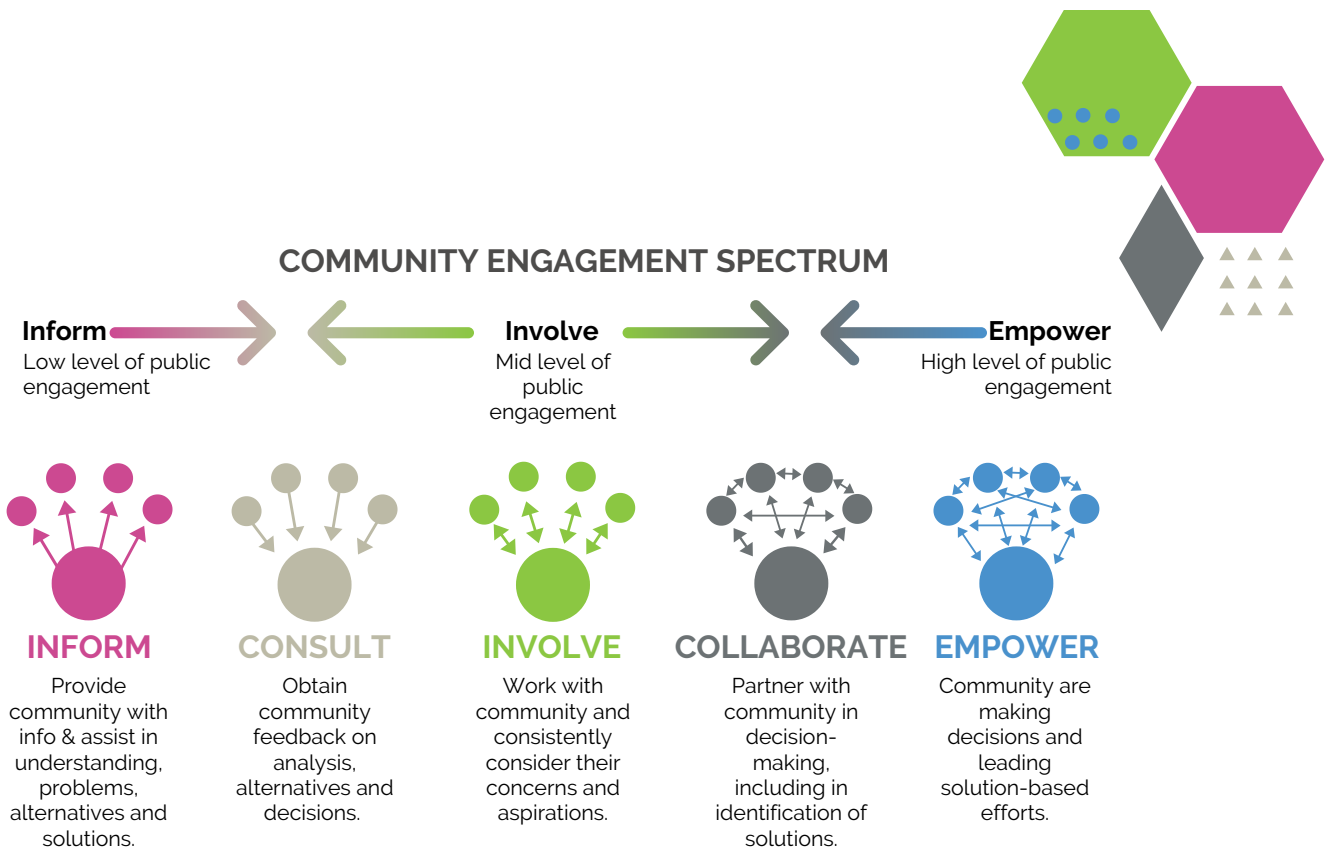 COMMUNITY ENGAGEMENT SPECTRUM
Inform
Low level of public
engagement
Involve
Mid level of
public
engagement
Empower
High level of public
engagement
INFORM
Provide
community with
info & assist in
understanding,
problems,
alternatives and
solutions.
CONSULT
Obtain
community
feedback on
analysis,
alternatives and
decisions.
INVOLVE
Work with
community and
consistently
consider their
concerns and
aspirations.
COLLABORATE
Partner with
community in
decision-
making,
including in
identification of
solutions.
EMPOWER
Community are
making
decisions and
leading
solution-based
efforts.